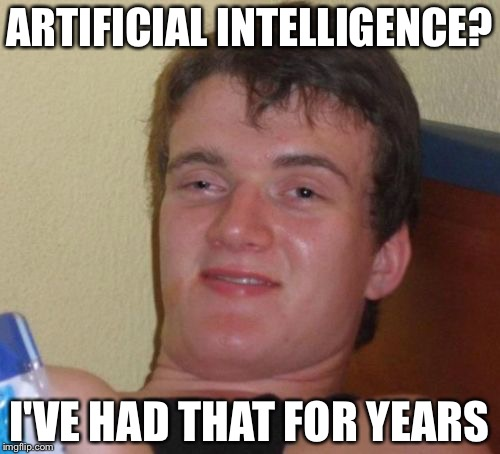 ARTIFICIAL INTELLIGENCE?
I'VE HAD THAT FOR YEARS
imgflip.com